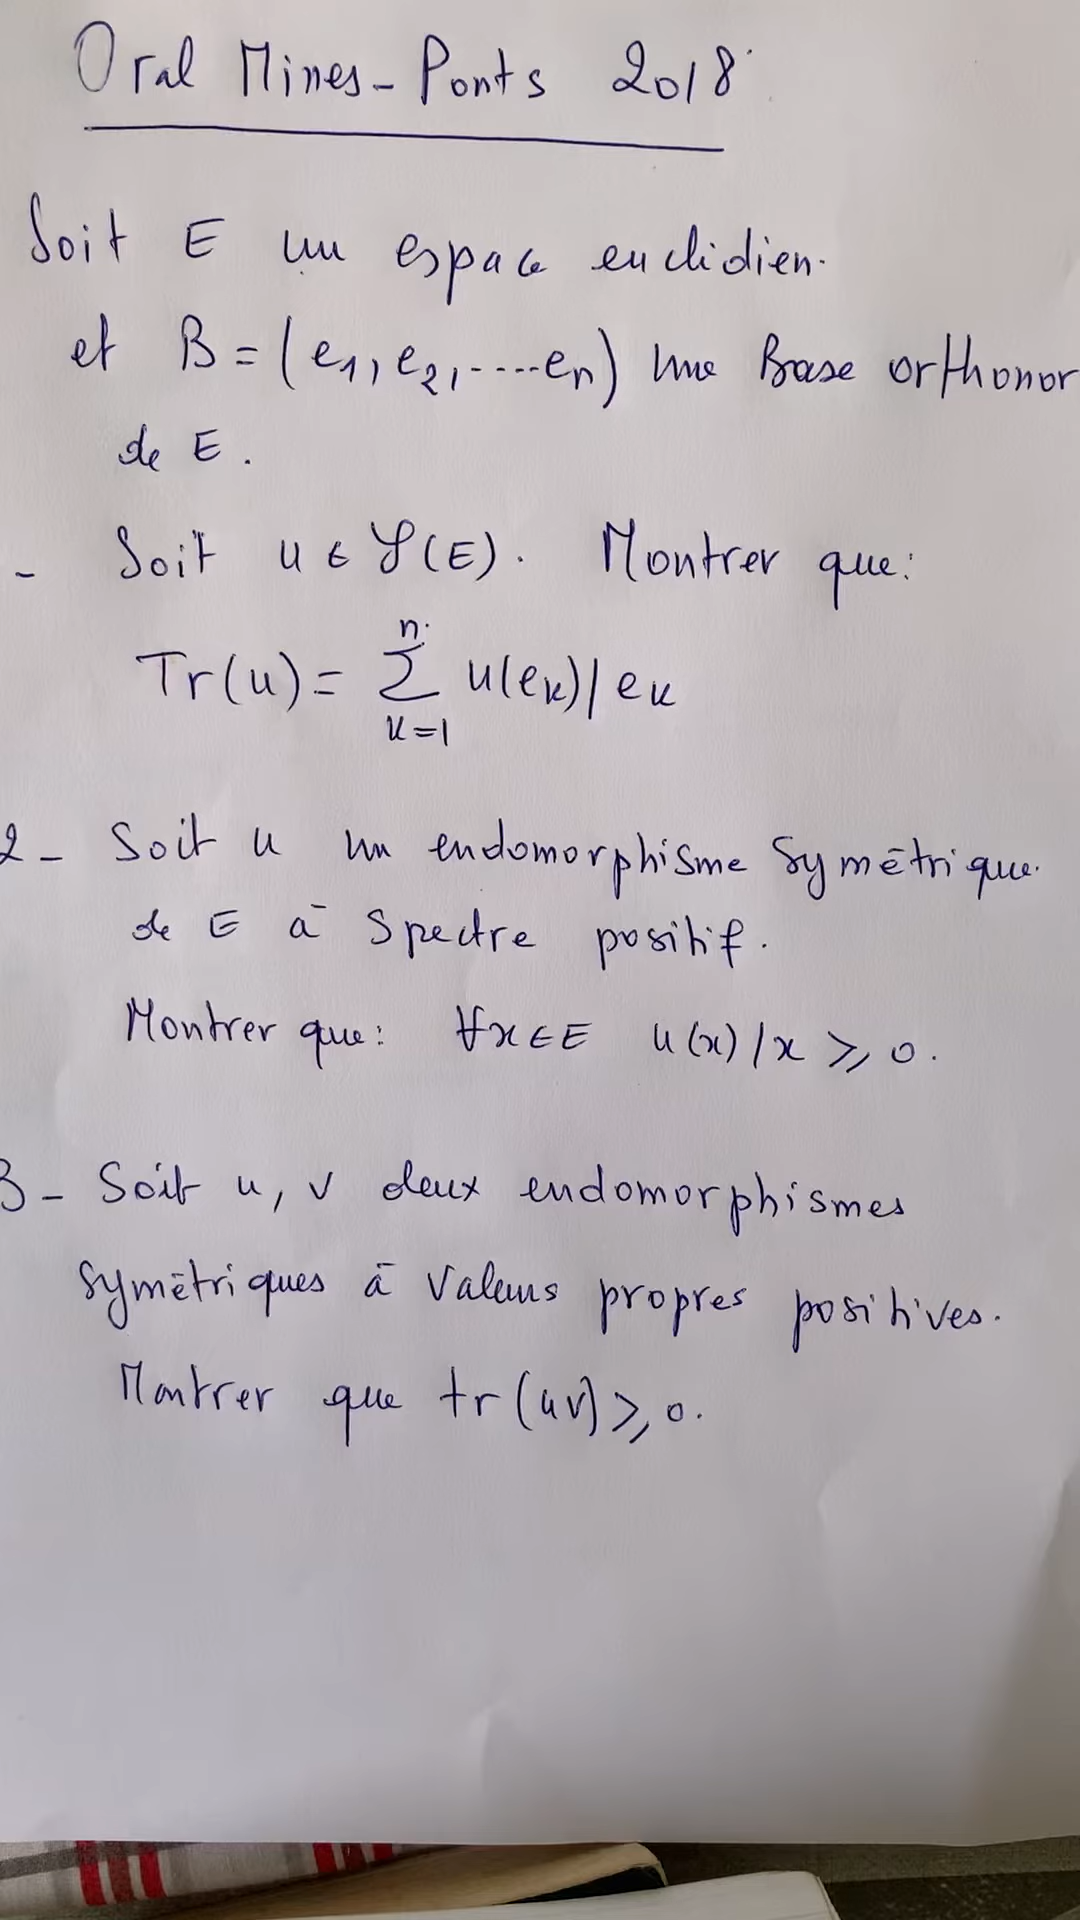 Oral Mines-Ponts 2018
Soit E un espace euclidien.
et B = (e1, e2, .....en) une Base orthonor
de E.
- Soit u ∈ L(E). Montrer que:
Tr(u) = n Σ k=1 u(ek)/ek
2- Soit u un endomorphisme Symétrique.
de E à Spectre positif.
Montrer que: ∀x∈E u(x)/x ≥ 0.
3- Soit u, v deux endomorphismes
Symétriques à Valeurs propres positives.
Montrer que tr(uv) ≥ 0.